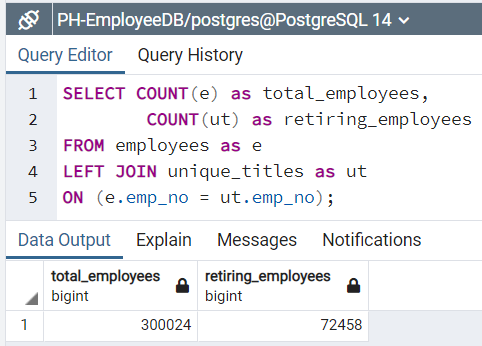 PH-EmployeeDB/postgres@PostgreSQL 14
Query Editor Query History
1 SELECT COUNT(e) as total_employees,
2 COUNT(ut) as retiring_employees
3 FROM employees as e
4 LEFT JOIN unique_titles as ut
5 ON (e.emp_no = ut.emp_no);
Data Output Explain Messages Notifications
total_employees retiring_employees
bigint bigint
1 300024 72458